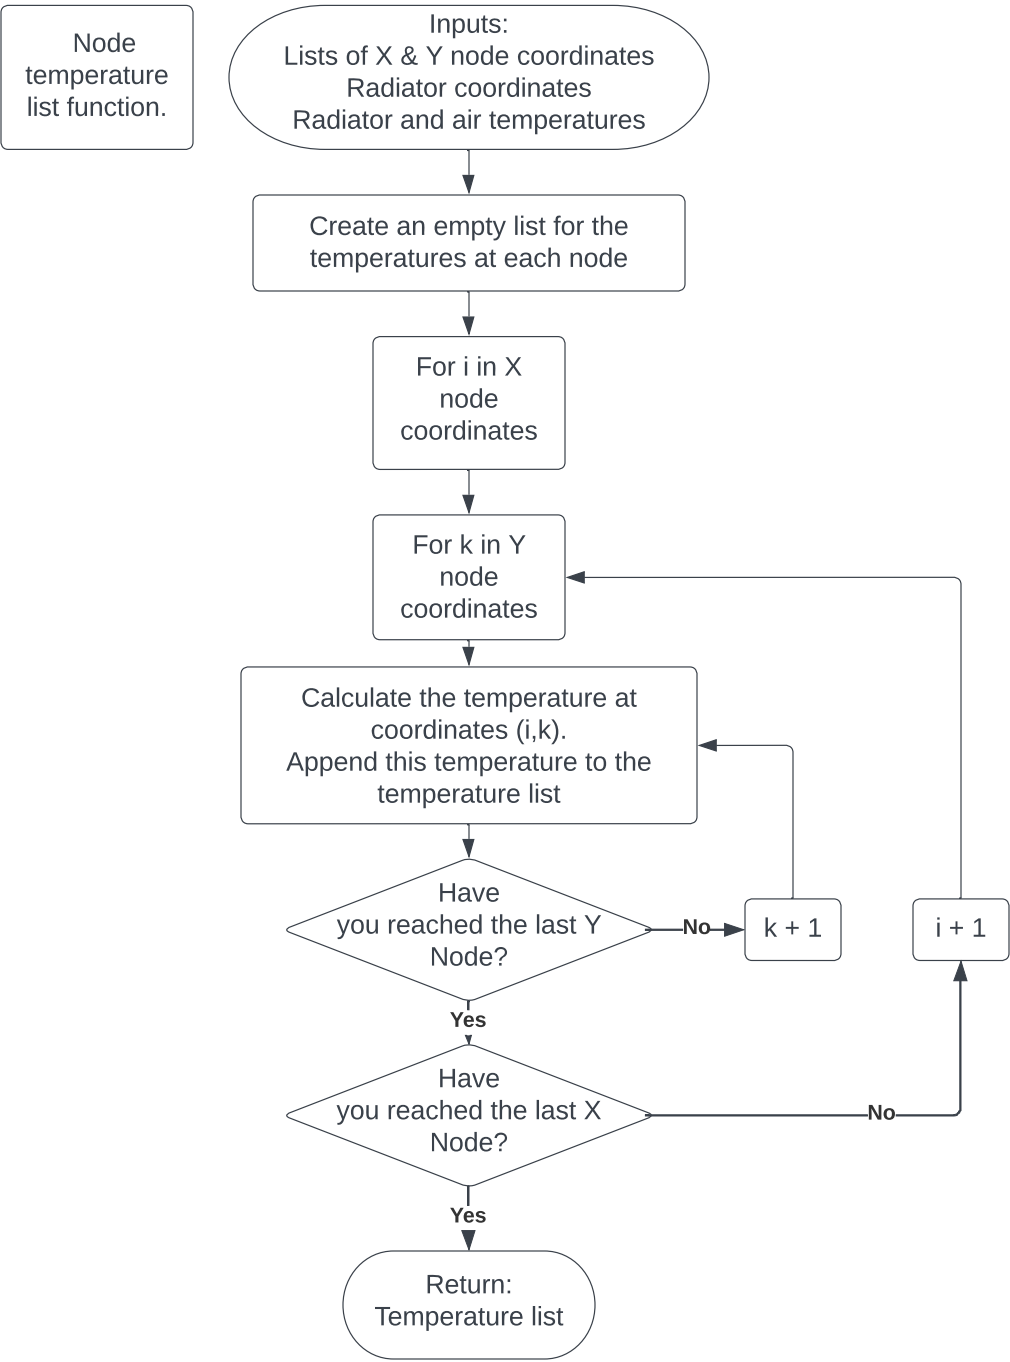 Node
temperature
list function.
Inputs:
Lists of X & Y node coordinates
Radiator coordinates
Radiator and air temperatures
Create an empty list for the
temperatures at each node
For i in X
node
coordinates
For k in Y
node
coordinates
Calculate the temperature at
coordinates (i,k).
Append this temperature to the
temperature list
Have
you reached the last Y
Node?
No
k + 1
i + 1
Yes
Have
you reached the last X
Node?
No
Yes
Return:
Temperature list